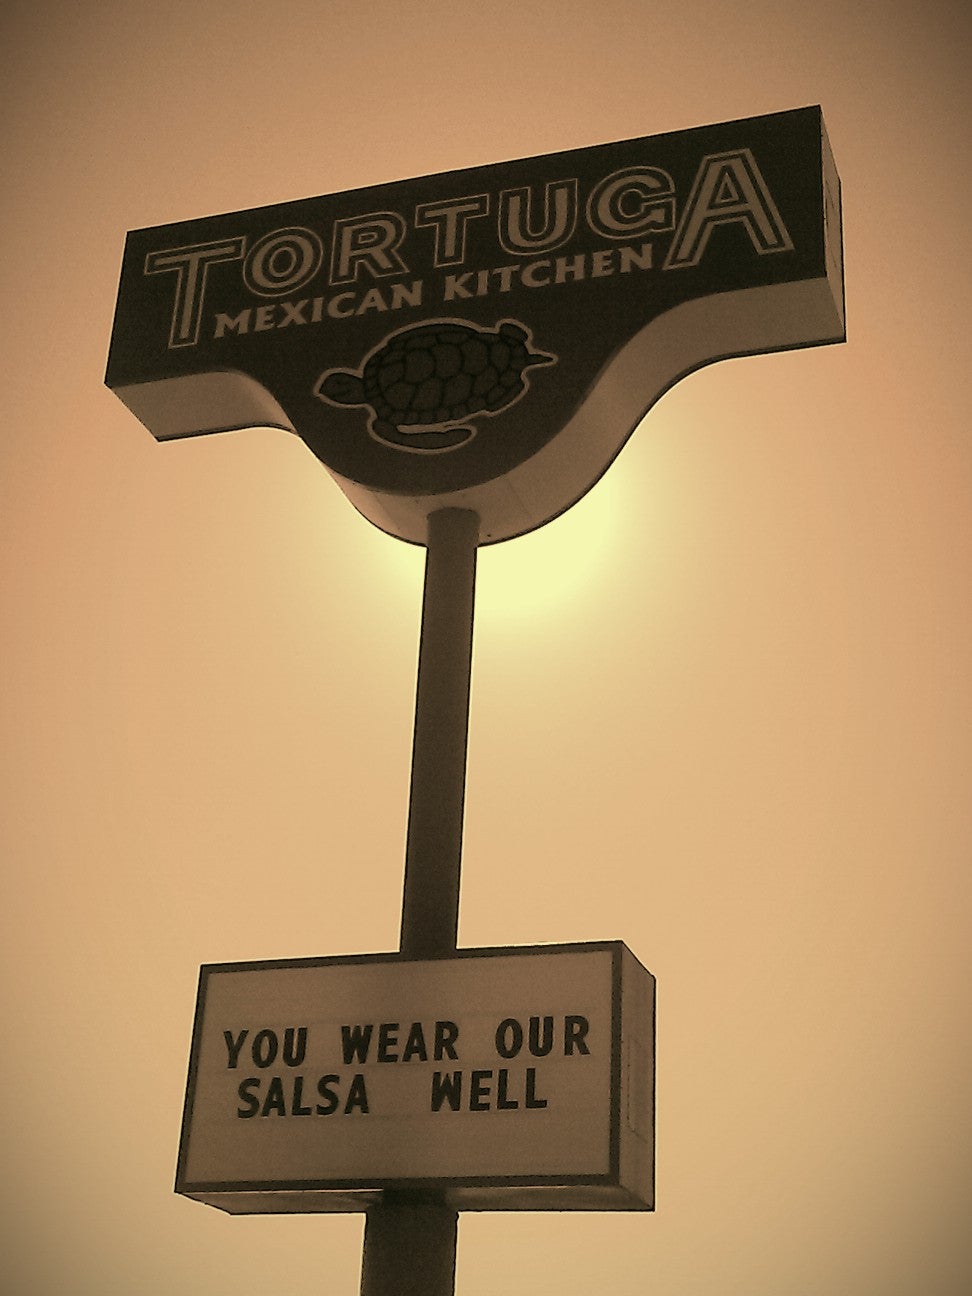 TORTUGA
MEXICAN KITCHEN
YOU WEAR OUR
SALSA WELL